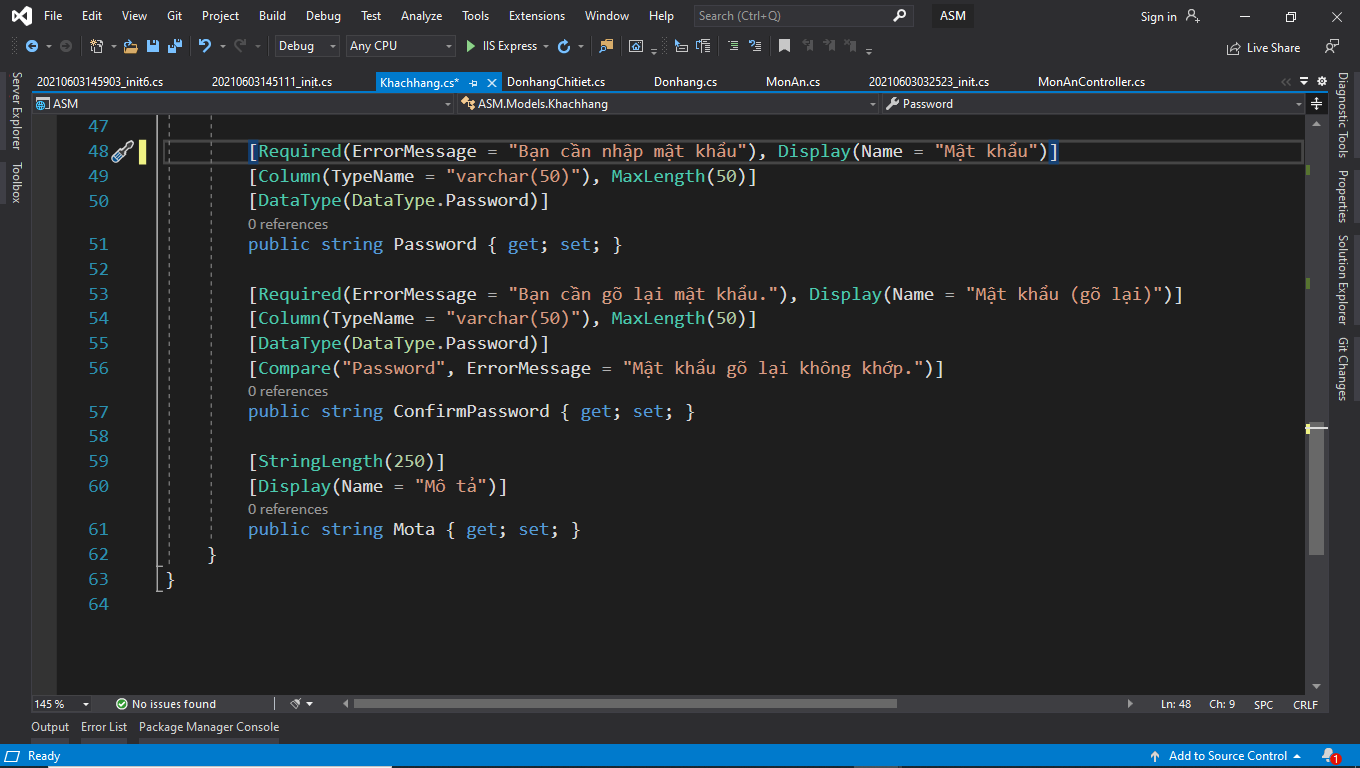 File Edit View Git Project Build Debug Test Analyze Tools Extensions Window Help Search (Ctrl+Q) ASM Sign in
Debug Any CPU IIS Express Live Share
20210603145903_init6.cs 20210603145111_init.cs Khachhang.cs* DonhangChitiet.cs Donhang.cs MonAn.cs 20210603032523_init.cs MonAnController.cs
ASM ASM.Models.Khachhang Password
Server Explorer
Toolbox
47
48 [Required(ErrorMessage = "Bạn cần nhập mật khẩu"), Display(Name = "Mật khẩu")]
49 [Column(TypeName = "varchar(50)"), MaxLength(50)]
50 [DataType(DataType.Password)]
0 references
51 public string Password { get; set; }
52
53 [Required(ErrorMessage = "Bạn cần gõ lại mật khẩu."), Display(Name = "Mật khẩu (gõ lại)")]
54 [Column(TypeName = "varchar(50)"), MaxLength(50)]
55 [DataType(DataType.Password)]
56 [Compare("Password", ErrorMessage = "Mật khẩu gõ lại không khớp.")]
0 references
57 public string ConfirmPassword { get; set; }
58
59 [StringLength(250)]
60 [Display(Name = "Mô tả")]
0 references
61 public string Mota { get; set; }
62 }
63 }
64
Diagnostic Tools
Properties
Solution Explorer
Git Changes
145 % No issues found Ln: 48 Ch: 9 SPC CRLF
Output Error List Package Manager Console
Ready Add to Source Control 1